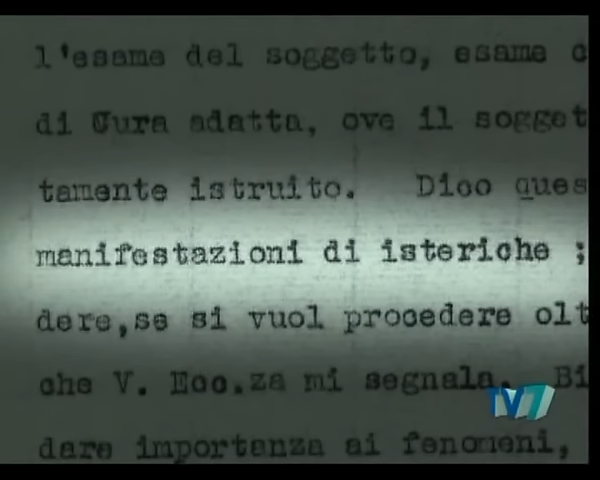 l'esame del soggetto, esame
di Cura adatta, ove il sogget
tamente istruito. Dico ques
manifestazioni di isteriche ;
dere,se si vuol procedere olt
che V. Ecc.za mi segnala. Bi
TV7
dare importanza ai fenomeni,